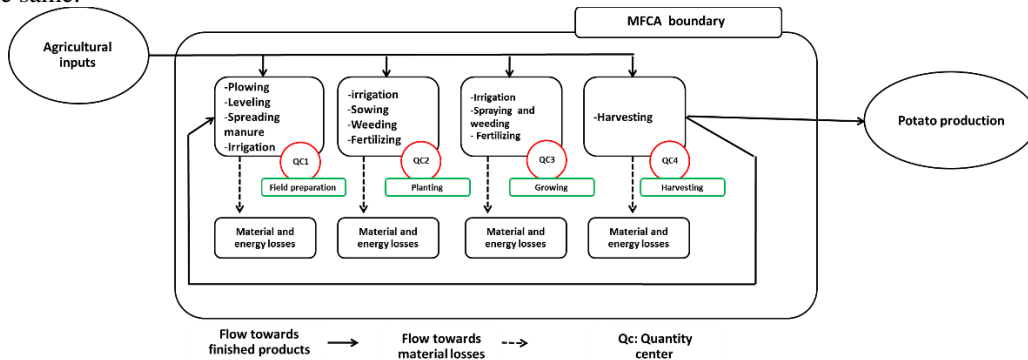 e same.
MFCA boundary
Agricultural
inputs
-Plowing
-Leveling
-Spreading
manure
-Irrigation
QC1
Field preparation
-irrigation
-Sowing
-Weeding
-Fertilizing
QC2
Planting
-Irrigation
-Spraying and
weeding
- Fertilizing
QC3
Growing
-Harvesting
QC4
Harvesting
Potato production
Material and
energy losses
Material and
energy losses
Material and
energy losses
Material and
energy losses
Flow towards
finished products
Flow towards
material losses
Qc: Quantity
center